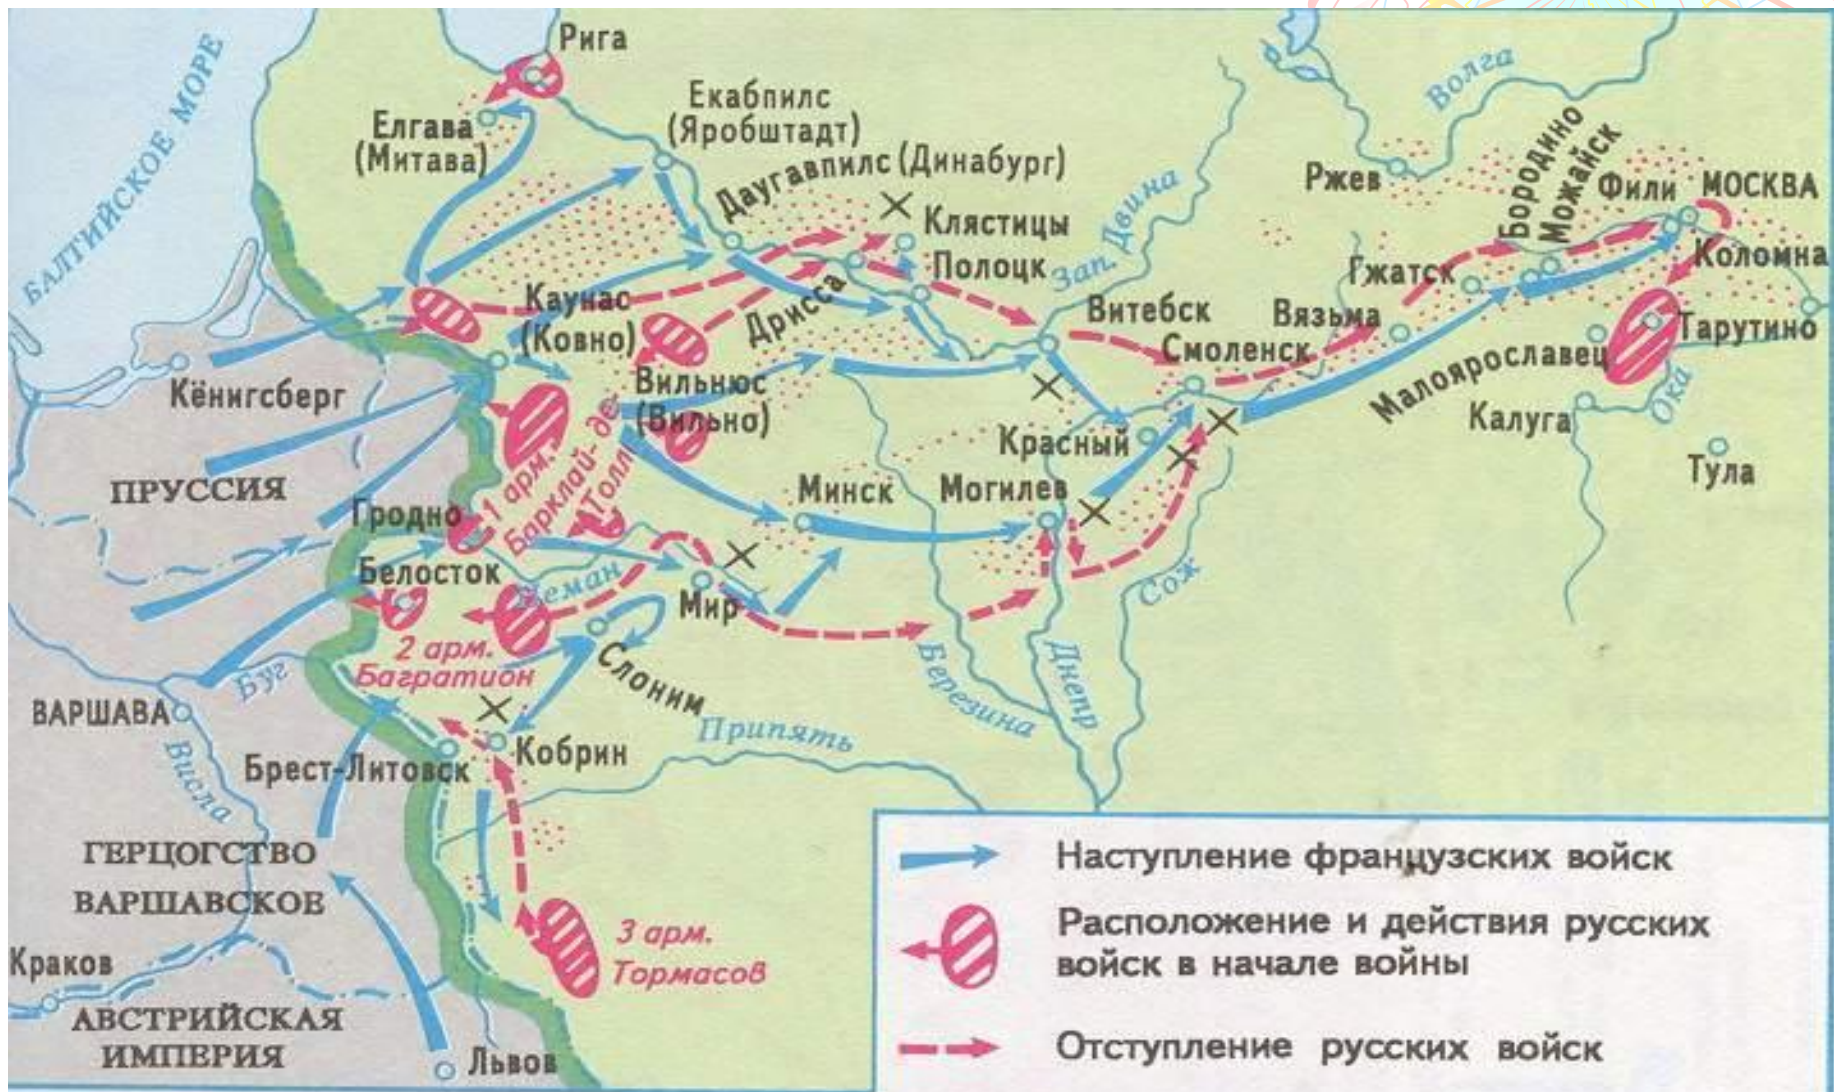 БАЛТИЙСКОЕ МОРЕ
Рига
Елгава
(Митава)
Екабпилс
(Яробштадт)
Даугавпилс (Динабург)
Клястицы
Полоцк
Зап. Двина
Волга
Ржев
Бородино
Можайск
Фили
МОСКВА
Коломна
Гжатск
Вязьма
Тарутино
Малоярославец
Калуга
Ока
Тула
Каунас
(Ковно)
Дрисса
Витебск
Смоленск
Кёнигсберг
Вильнюс
(Вильно)
Красный
ПРУССИЯ
Гродно
1 арм.
Барклай-де-
Толли
Минск
Могилев
Белосток
Неман
Мир
Сож
2 арм.
Багратион
Слоним
Березина
Днепр
Буг
ВАРШАВА
Висла
Припять
Кобрин
Брест-Литовск
ГЕРЦОГСТВО
ВАРШАВСКОЕ
3 арм.
Тормасов
Краков
АВСТРИЙСКАЯ
ИМПЕРИЯ
Львов
Наступление французских войск
Расположение и действия русских
войск в начале войны
Отступление русских войск